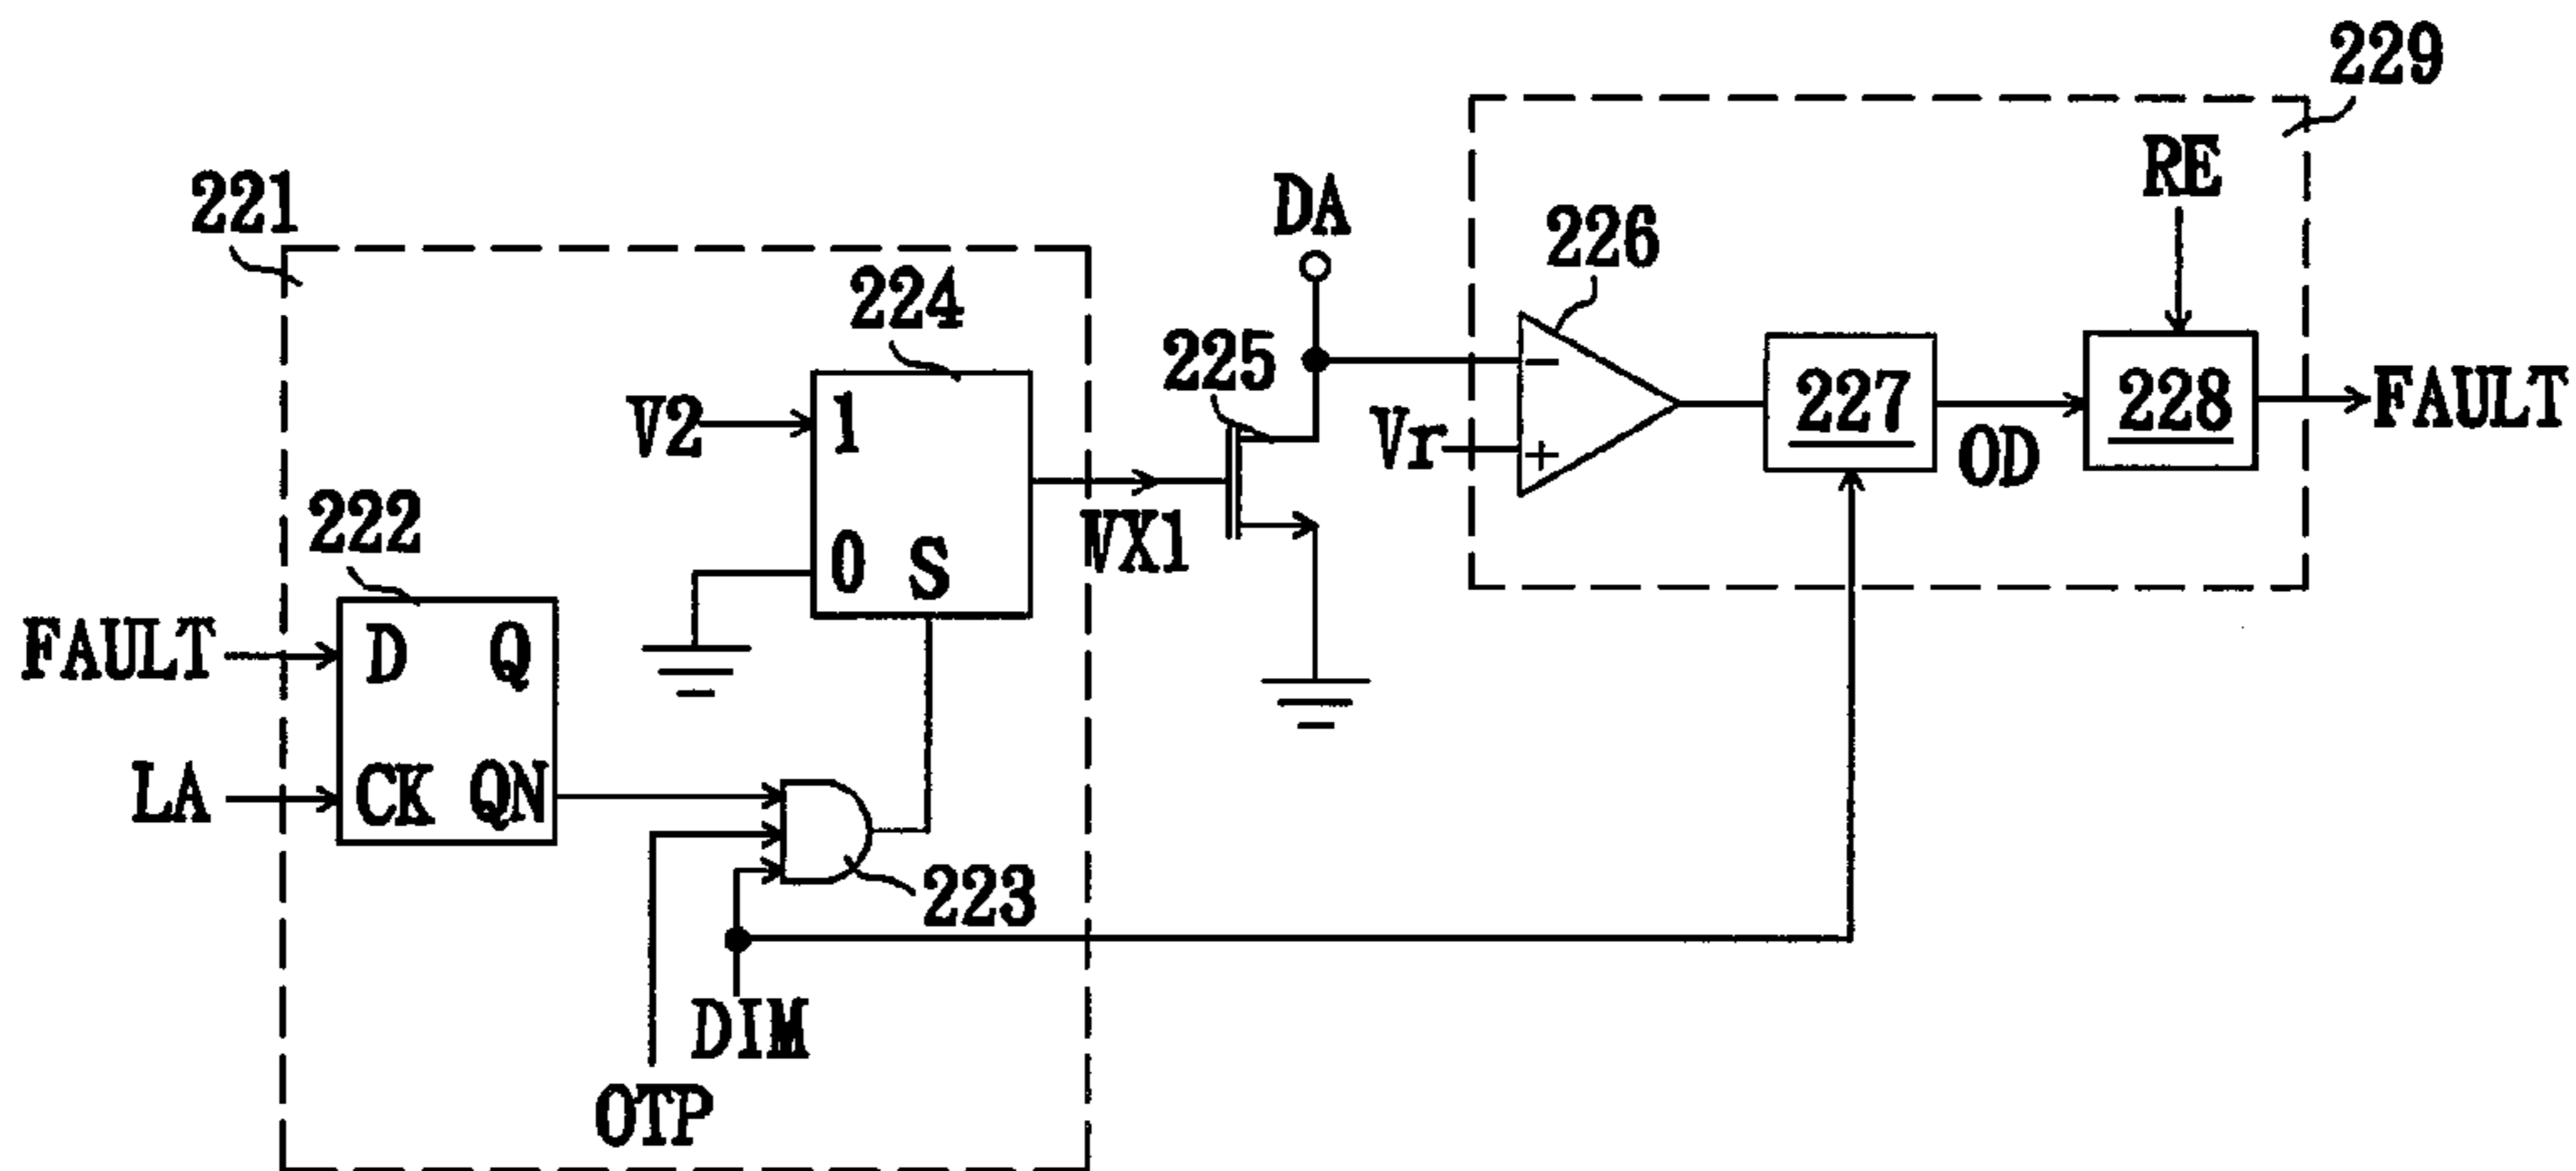 229
RE
221
DA
226
224
225
V2
1
227
228
FAULT
Vr
OD
222
0
S
VX1
FAULT
D
Q
LA
CK
QN
223
DIM
OTP